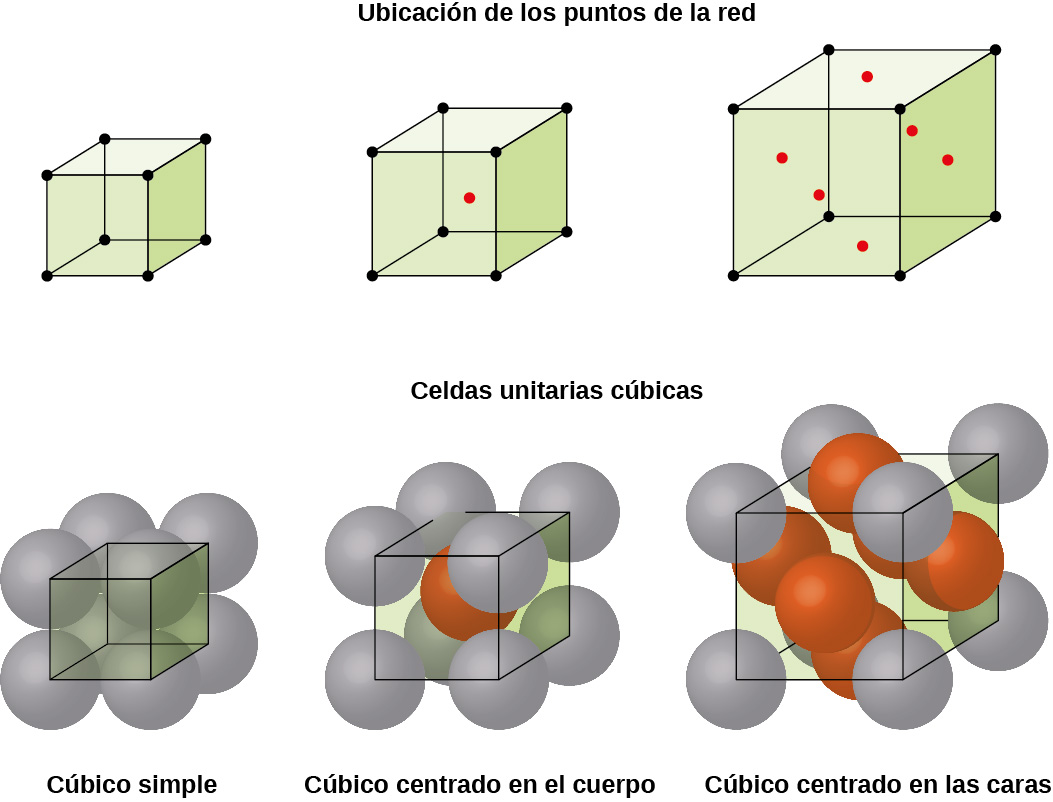 Ubicación de los puntos de la red
Celdas unitarias cúbicas
Cúbico simple
Cúbico centrado en el cuerpo
Cúbico centrado en las caras